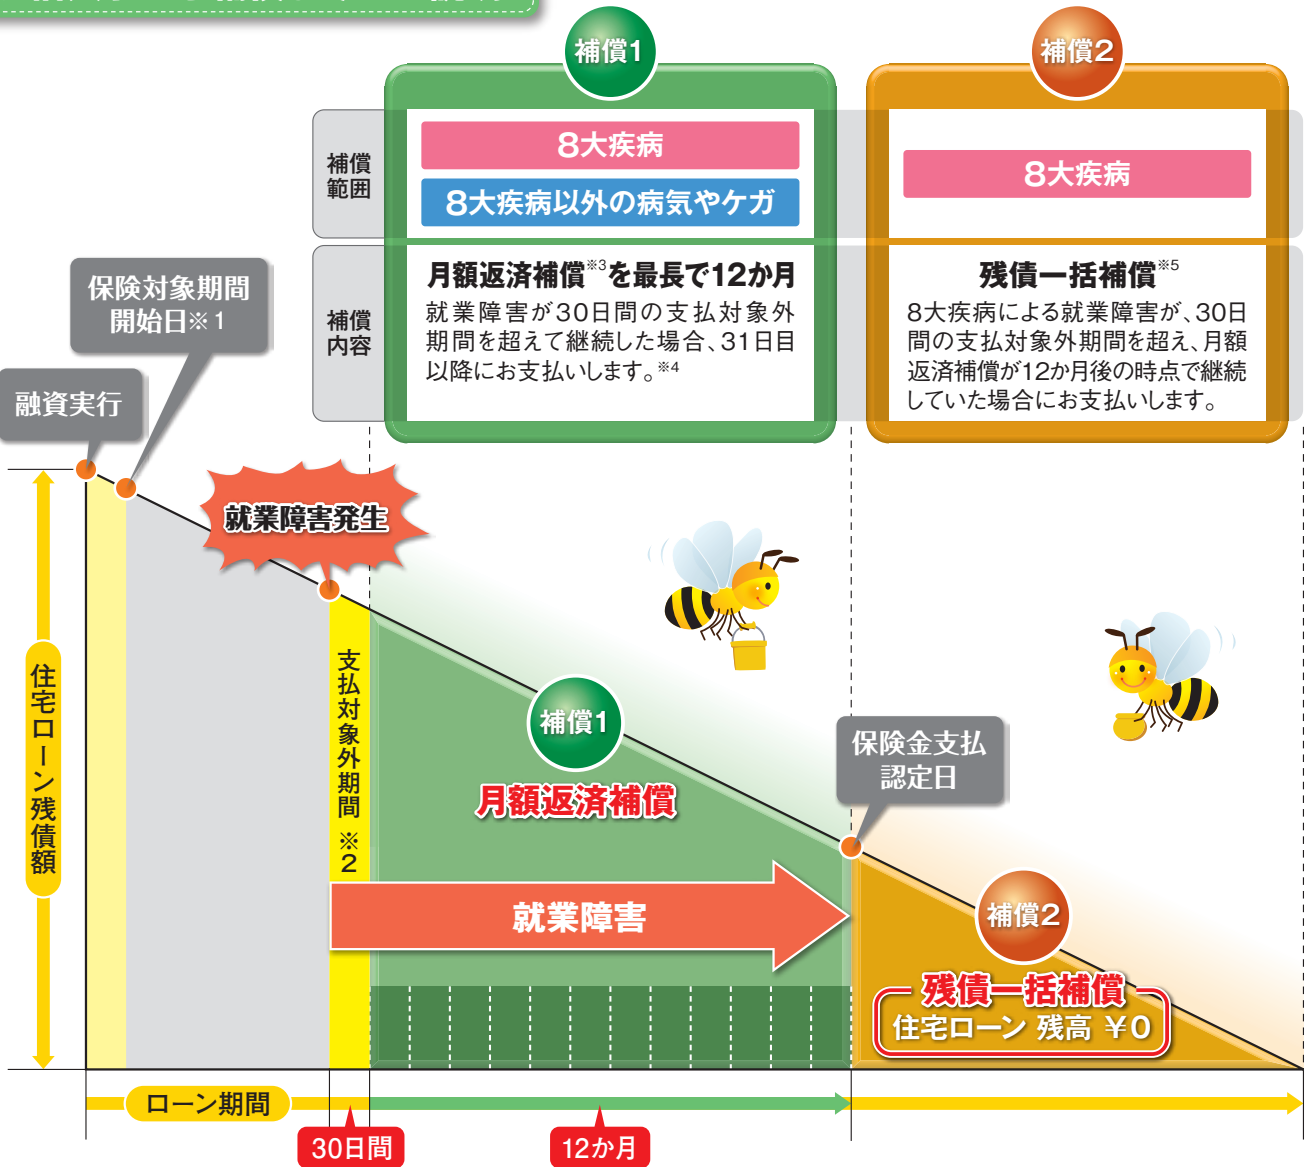 補償1
補償2
補償
範囲
8大疾病
8大疾病以外の病気やケガ
8大疾病
補償
内容
月額返済補償※3を最長で12か月
就業障害が30日間の支払対象外
期間を超えて継続した場合、31日目
以降にお支払いします。※4
残債一括補償※5
8大疾病による就業障害が、30日
間の支払対象外期間を超え、月額
返済補償が12か月後の時点で継続
していた場合にお支払いします。
保険対象期間
開始日※1
融資実行
就業障害発生
住宅ローン残債額
支払対象外期間 ※2
補償1
月額返済補償
保険金支払
認定日
就業障害
補償2
残債一括補償
住宅ローン 残高 ¥0
ローン期間
30日間
12か月